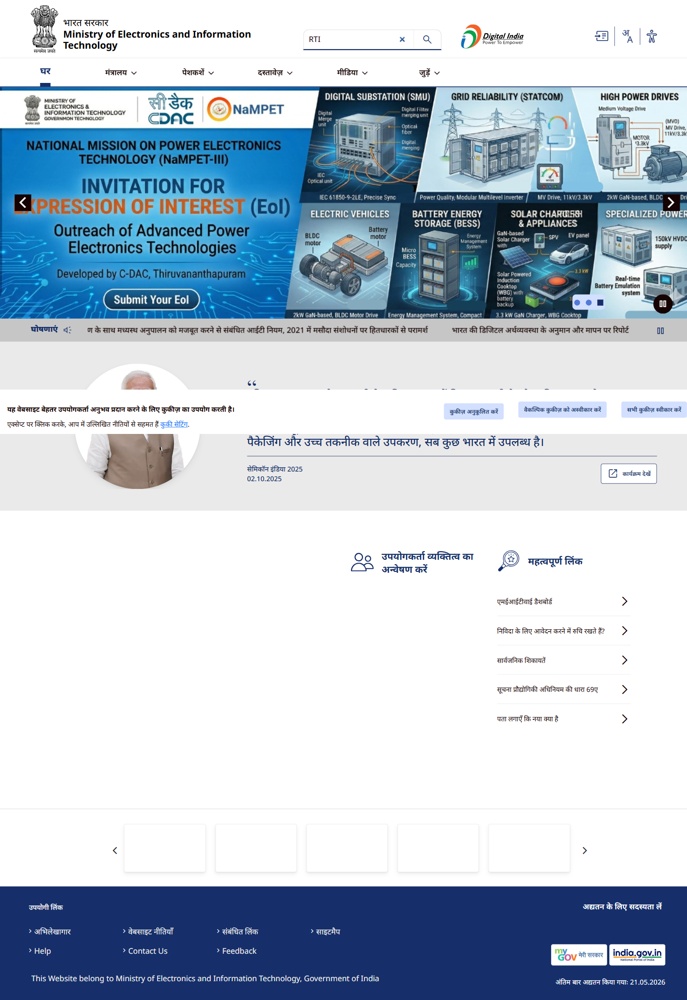 सत्यमेव जयते
भारत सरकार
Ministry of Electronics and Information
Technology
RTI
Digital India
Power To Empower
अ
A
घर
मंत्रालय
पेशकशें
दस्तावेज़
मीडिया
जुड़ें
MINISTRY OF
ELECTRONICS &
INFORMATION TECHNOLOGY
GOVERNMON TECHNOLOGY
सी डैक
CDAC
NaMPET
NATIONAL MISSION ON POWER ELECTRONICS
TECHNOLOGY (NaMPET-III)
INVITATION FOR
XPRESSION OF INTEREST (EoI)
Outreach of Advanced Power
Electronics Technologies
Developed by C-DAC, Thiruvananthapuram
Submit Your EoI
DIGITAL SUBSTATION (SMU)
Digital
Merge
unit
Digital Fillter
merging unit
Optical
fiber
Digital
merging
IEC
Optical unit
IEC 61850-9-2LE, Precise Sync
GRID RELIABILITY (STATCOM)
Power Quality, Modular Multilevel inverter
MV Drive, 11kV/3.3kV
HIGH POWER DRIVES
Medium Voltage Drive
(MVO)
MV Drive,
11kV/3.3k
MOTOR
'3.3kV
2kW GaN-based, BLDC
ELECTRIC VEHICLES
BLDC
motor
Battery
motor
2kW GaN-based, BLDC Motor Drive
BATTERY ENERGY
STORAGE (BESS)
Energy
Management
System
Micro
BESS
Capacity
Energy Management System, Compact
SOLAR
& APPLIANCES
GaN-based
Solar Charger
with
SPV
EV panel
Solar Powered
Induction
Cooktop
(WBG) with
battery
backup
3.3 kW
3.3 kW GaN Charger, WBG Cooktop
SPECIALIZED POWER
150kV HVDC
supply
Real-time
Battery Emulation
system
घोषणाएं
ण के साथ मध्यस्थ अनुपालन को मजबूत करने से संबंधित आईटी नियम, 2021 में मसौदा संशोधनों पर हितधारकों से परामर्श
भारत की डिजिटल अर्थव्यवस्था के अनुमान और मापन पर रिपोर्ट
“
यह वेबसाइट बेहतर उपयोगकर्ता अनुभव प्रदान करने के लिए कुकीज़ का उपयोग करती है।
एक्सेप्ट पर क्लिक करके, आप में उल्लिखित नीतियों से सहमत हैं कुकी सेटिंग.
कुकीज़ अनुकूलित करें
वैकल्पिक कुकीज़ को अस्वीकार करें
सभी कुकीज़ स्वीकार करें
पैकेजिंग और उच्च तकनीक वाले उपकरण, सब कुछ भारत में उपलब्ध है।
सेमिकॉन इंडिया 2025
02.10.2025
कार्यक्रम देखें
उपयोगकर्ता व्यक्तित्व का
अन्वेषण करें
महत्वपूर्ण लिंक
एमईआईटीवाई डैशबोर्ड
निविदा के लिए आवेदन करने में रुचि रखते हैं?
सार्वजनिक शिकायतें
सूचना प्रौद्योगिकी अधिनियम की धारा 69ए
पता लगाएँ कि नया क्या है
उपयोगी लिंक
अद्यतन के लिए सदस्यता लें
अभिलेखागार
वेबसाइट नीतियाँ
संबंधित लिंक
साइटमैप
Help
Contact Us
Feedback
my
GOV मेरी सरकार
india.gov.in
National Portal of India
This Website belong to Ministry of Electronics and Information Technology, Government of India
अंतिम बार अद्यतन किया गया: 21.05.2026